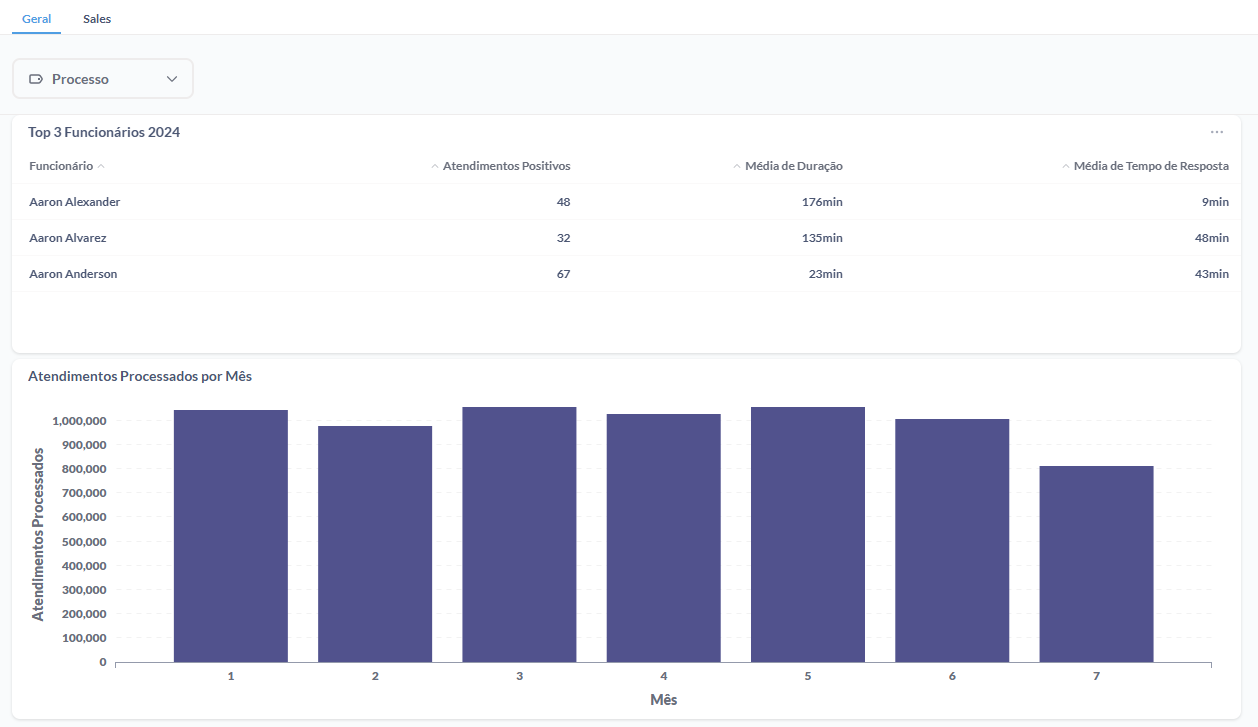 Geral Sales
Processo
Top 3 Funcionários 2024
Funcionário Atendimentos Positivos Média de Duração Média de Tempo de Resposta
Aaron Alexander 48 176min 9min
Aaron Alvarez 32 135min 48min
Aaron Anderson 67 23min 43min
Atendimentos Processados por Mês
Atendimentos Processados
1,000,000
900,000
800,000
700,000
600,000
500,000
400,000
300,000
200,000
100,000
0
1 2 3 4 5 6 7
Mês